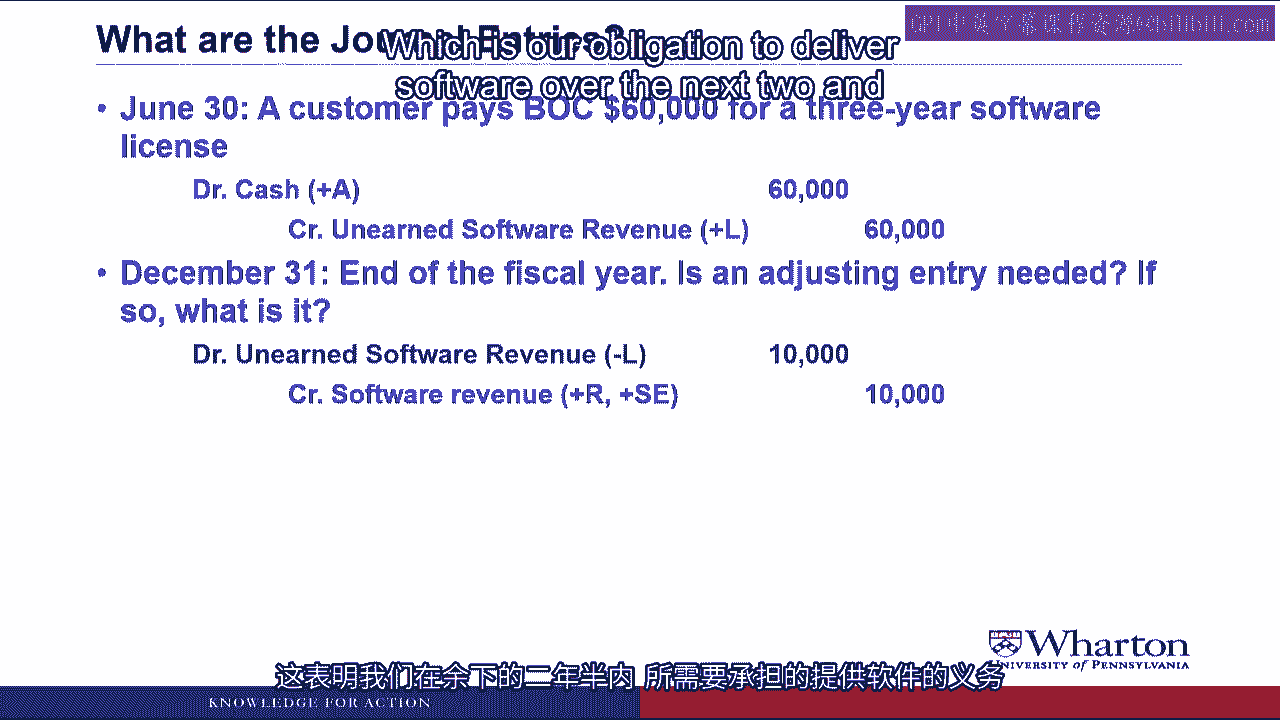 What are the Journal Entries?
Which is our obligation to deliver
software over the next two and
• June 30: A customer pays BOC $60,000 for a three-year software
license
Dr. Cash (+A) 60,000
Cr. Unearned Software Revenue (+L) 60,000
• December 31: End of the fiscal year. Is an adjusting entry needed? If
so, what is it?
Dr. Unearned Software Revenue (-L) 10,000
Cr. Software revenue (+R, +SE) 10,000
Wharton
UNIVERSITY of PENNSYLVANIA
这表明我们在余下的二年半内 所需要承担的提供软件的义务
KNOWLEDGE FOR ACTION